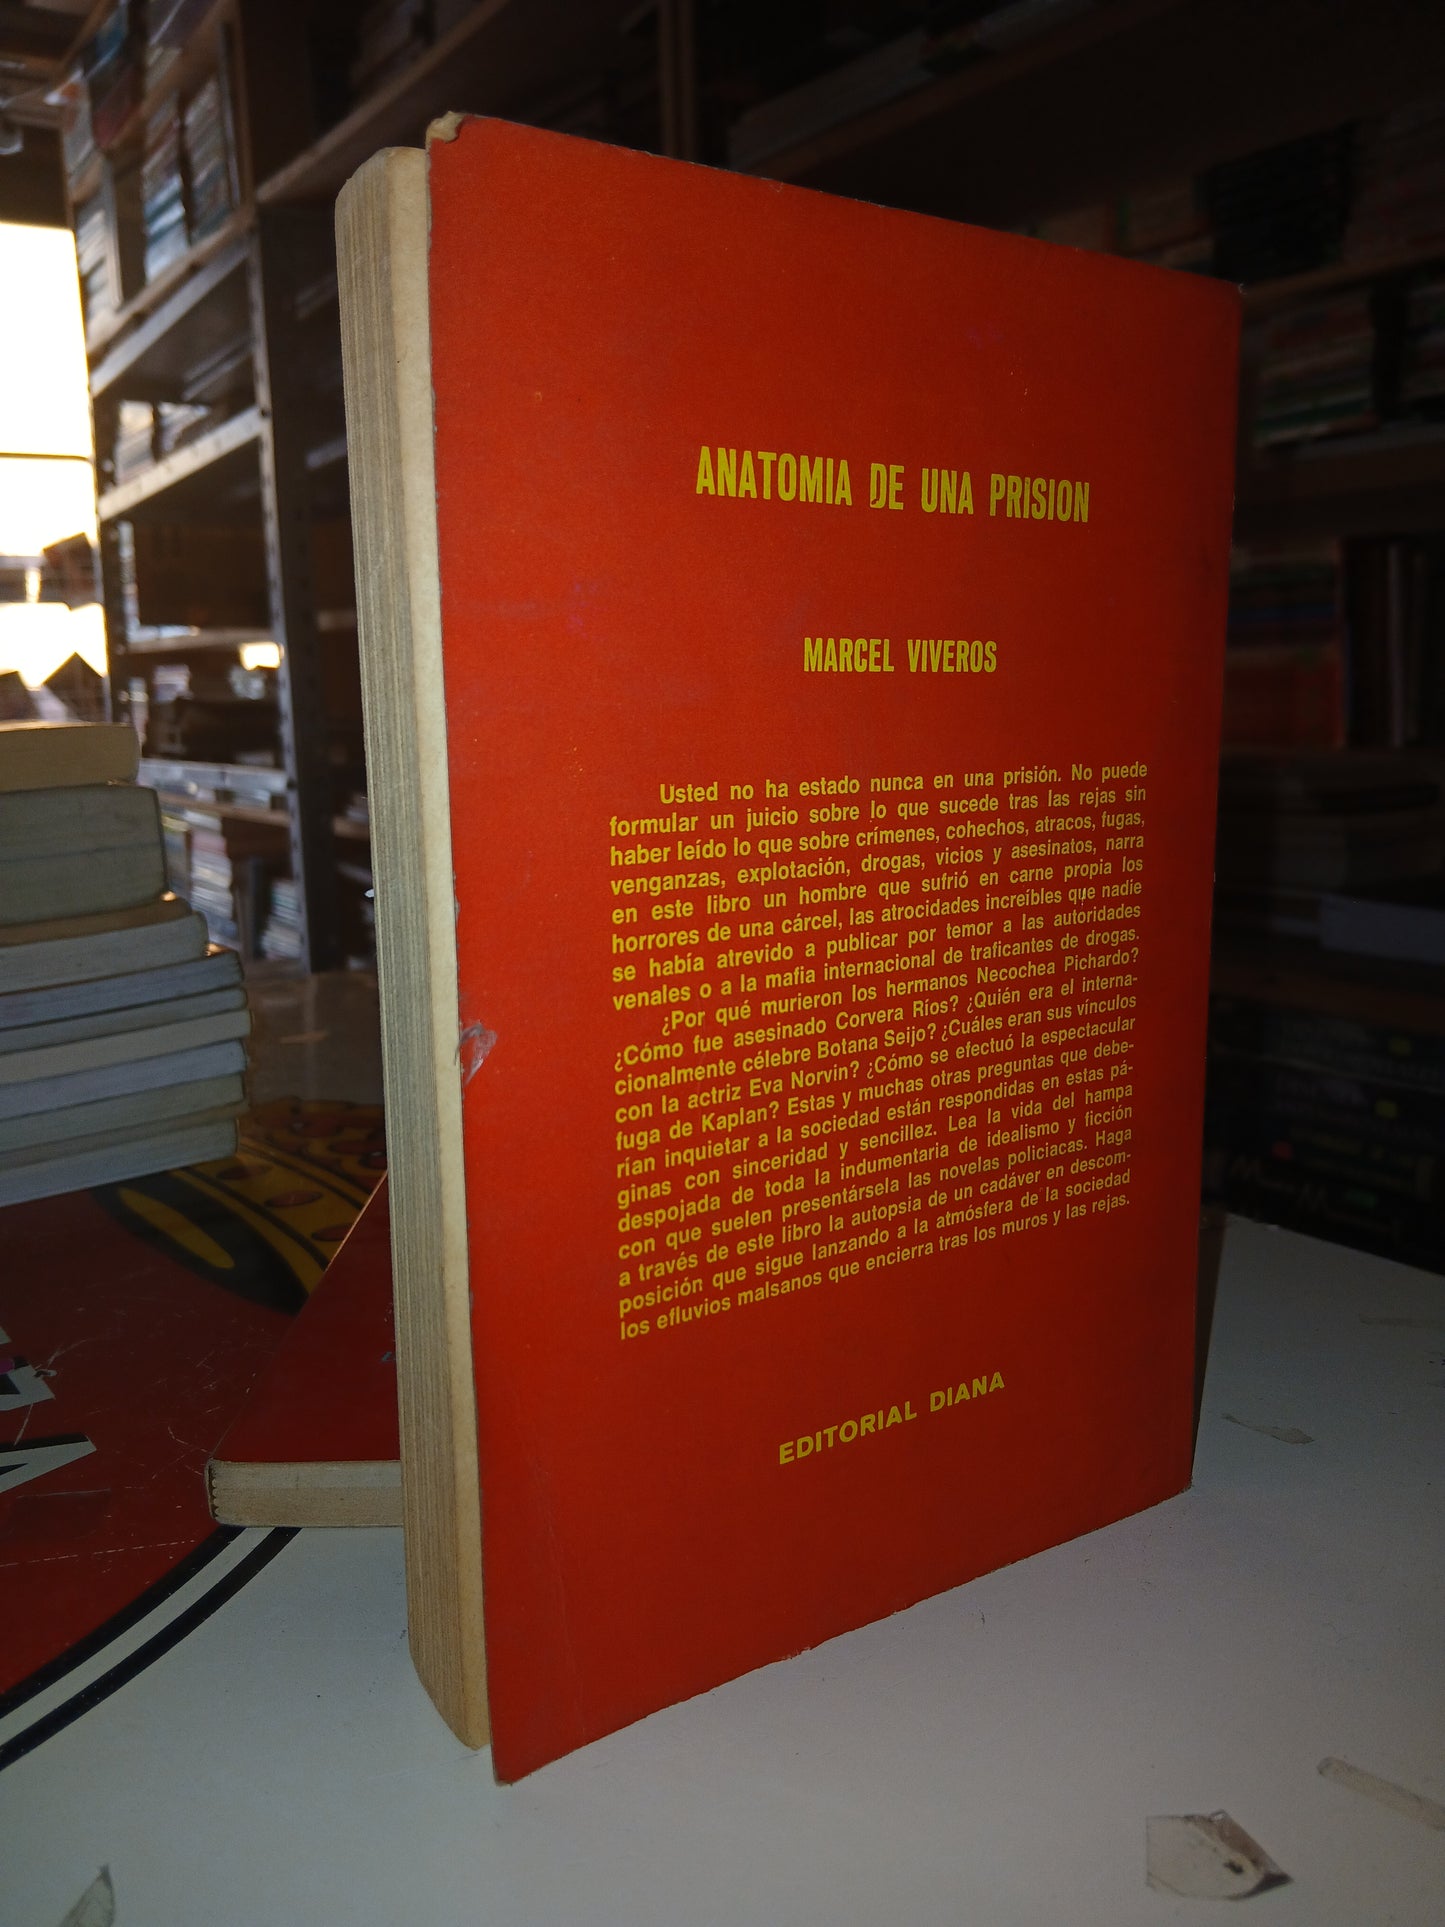 ANATOMIA DE UNA PRISION
MARCEL VIVEROS
Usted no ha estado nunca en una prisión. No puede
formular un juicio sobre lo que sucede tras las rejas sin
haber leído lo que sobre crímenes, cohechos, atracos, fugas,
venganzas, explotación, drogas, vicios y asesinatos, narra
en este libro un hombre que sufrió en carne propia los
horrores de una cárcel, las atrocidades increíbles que nadie
se había atrevido a publicar por temor a las autoridades
venales o a la mafia internacional de traficantes de drogas.
¿Por qué murieron los hermanos Necochea Pichardo?
¿Cómo fue asesinado Corvera Ríos? ¿Quién era el interna-
cionalmente célebre Botana Seijo? ¿Cuáles eran sus vínculos
con la actriz Eva Norvin? ¿Cómo se efectuó la espectacular
fuga de Kaplan? Estas y muchas otras preguntas que debe-
rían inquietar a la sociedad están respondidas en estas pá-
ginas con sinceridad y sencillez. Lea la vida del hampa
despojada de toda la indumentaria de idealismo y ficción
con que suelen presentársela las novelas policiacas. Haga
a través de este libro la autopsia de un cadáver en descom-
posición que sigue lanzando a la atmósfera de la sociedad
los efluvios malsanos que encierra tras los muros y las rejas.
EDITORIAL DIANA